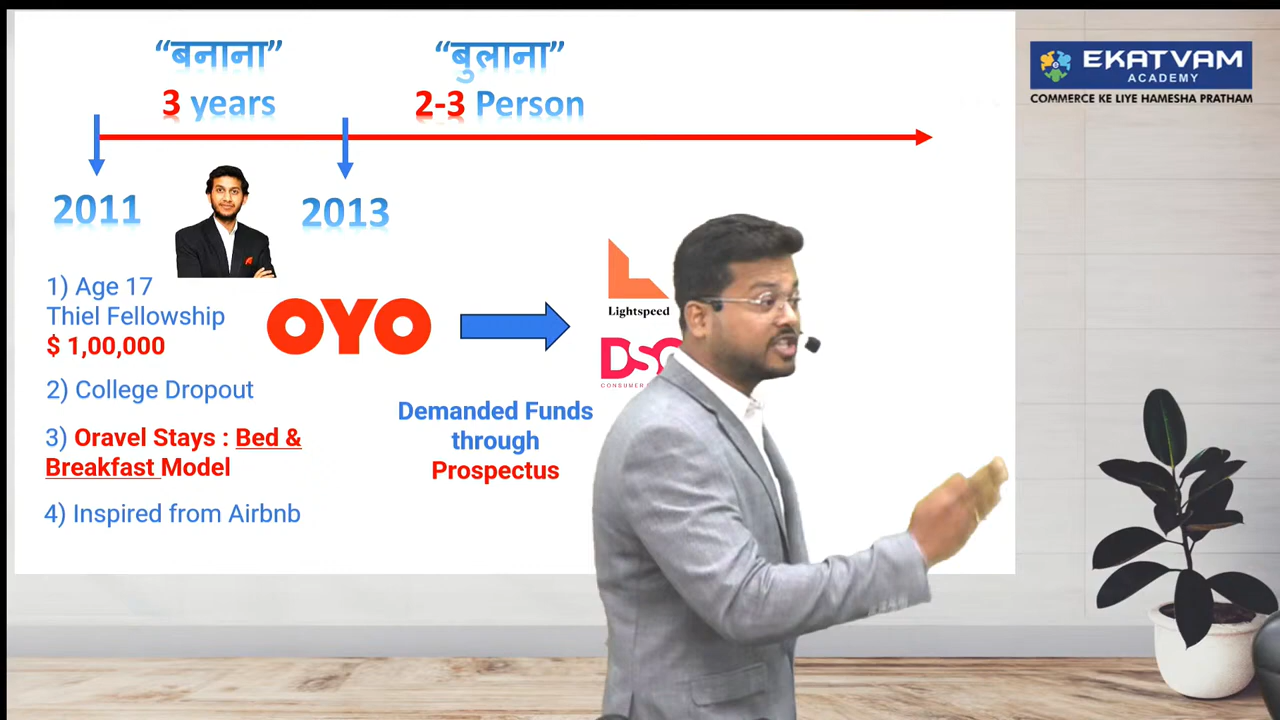 “बनाना”
3 years
“बुलाना”
2-3 Person
2011
2013
1) Age 17
Thiel Fellowship
$ 1,00,000
2) College Dropout
3) Oravel Stays : Bed &
Breakfast Model
4) Inspired from Airbnb
OYO
Demanded Funds
through
Prospectus
Lightspeed
CONSUMER
EKATVAM
ACADEMY
COMMERCE KE LIYE HAMESHA PRATHAM